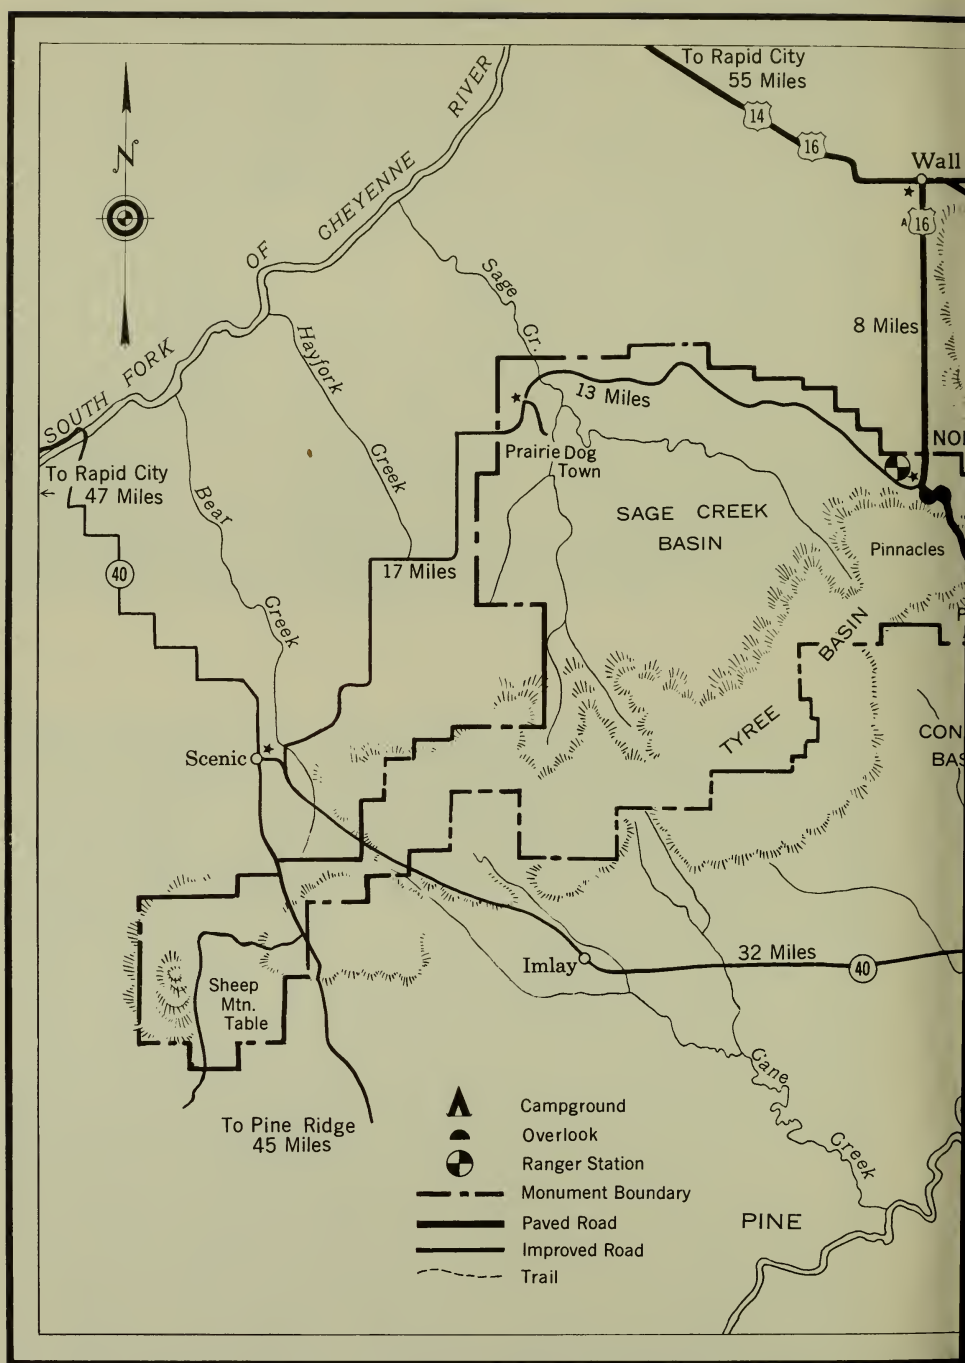 To Rapid City
55 Miles
N
SOUTH FORK OF CHEYENNE RIVER
14
16
Wall
A 16
8 Miles
Sage Cr.
Hayfork Creek
13 Miles
Prairie Dog
Town
To Rapid City
47 Miles
Bear Creek
40
17 Miles
SAGE CREEK
BASIN
Pinnacles
TYREE BASIN
Scenic
Imlay
32 Miles
40
Sheep
Mtn.
Table
To Pine Ridge
45 Miles
Cane Creek
Campground
Overlook
Ranger Station
Monument Boundary
Paved Road
Improved Road
Trail
PINE